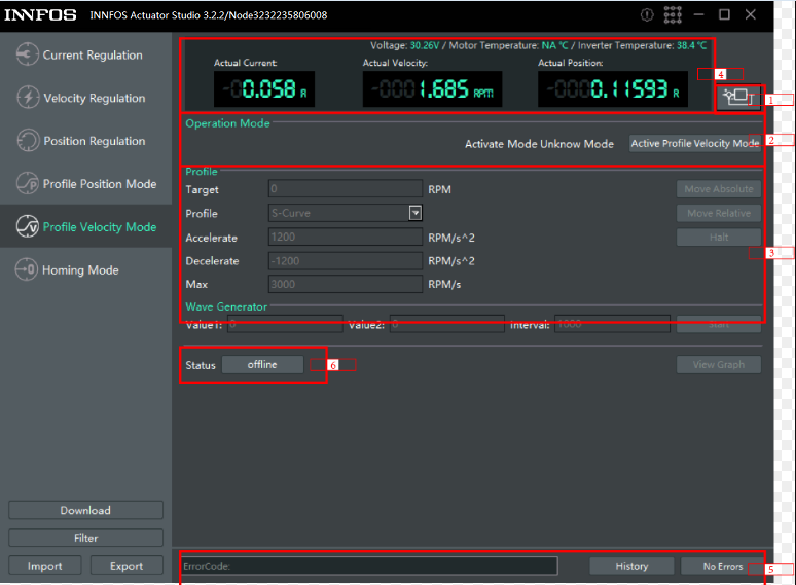 INNFOS INNFOS Actuator Studio 3.2.2/Node3232235806008
Current Regulation
Velocity Regulation
Position Regulation
Profile Position Mode
Profile Velocity Mode
Homing Mode
Download
Filter
Import Export
Voltage: 30.26V / Motor Temperature: NA °C / Inverter Temperature: 38.4 °C
Actual Current: Actual Velocity: Actual Position:
-00.058 A -0001.685 RPM -0000.11593 R
4
1
Operation Mode
2
Activate Mode Unknow Mode Active Profile Velocity Mode
Profile
Target 0 RPM Move Absolute
Profile S-Curve Move Relative
Accelerate 1200 RPM/s^2 Halt
3
Decelerate -1200 RPM/s^2
Max 3000 RPM/s
Wave Generator
Value1: 0 Value2: 0 Interval: 1000 Start
Status offline 6 View Graph
ErrorCode: History No Errors 5